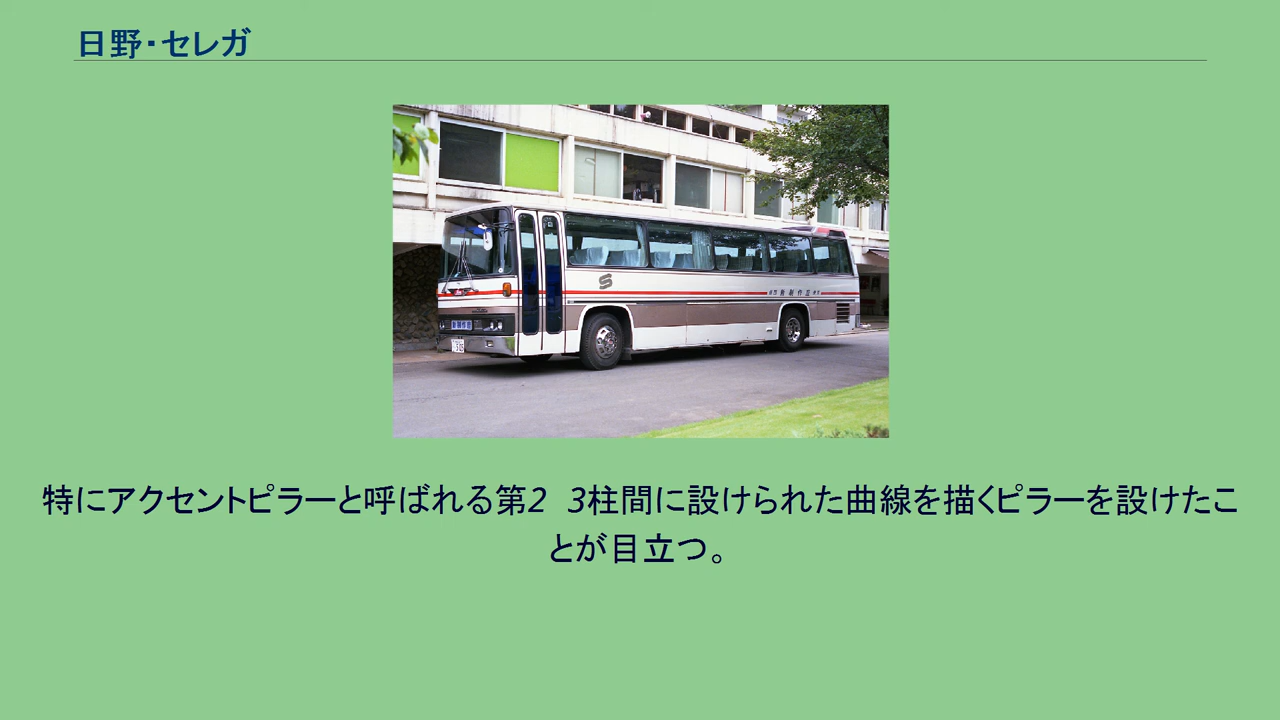 日野・セレガ
特にアクセントピラーと呼ばれる第2　3柱間に設けられた曲線を描くピラーを設けたこ
とが目立つ。